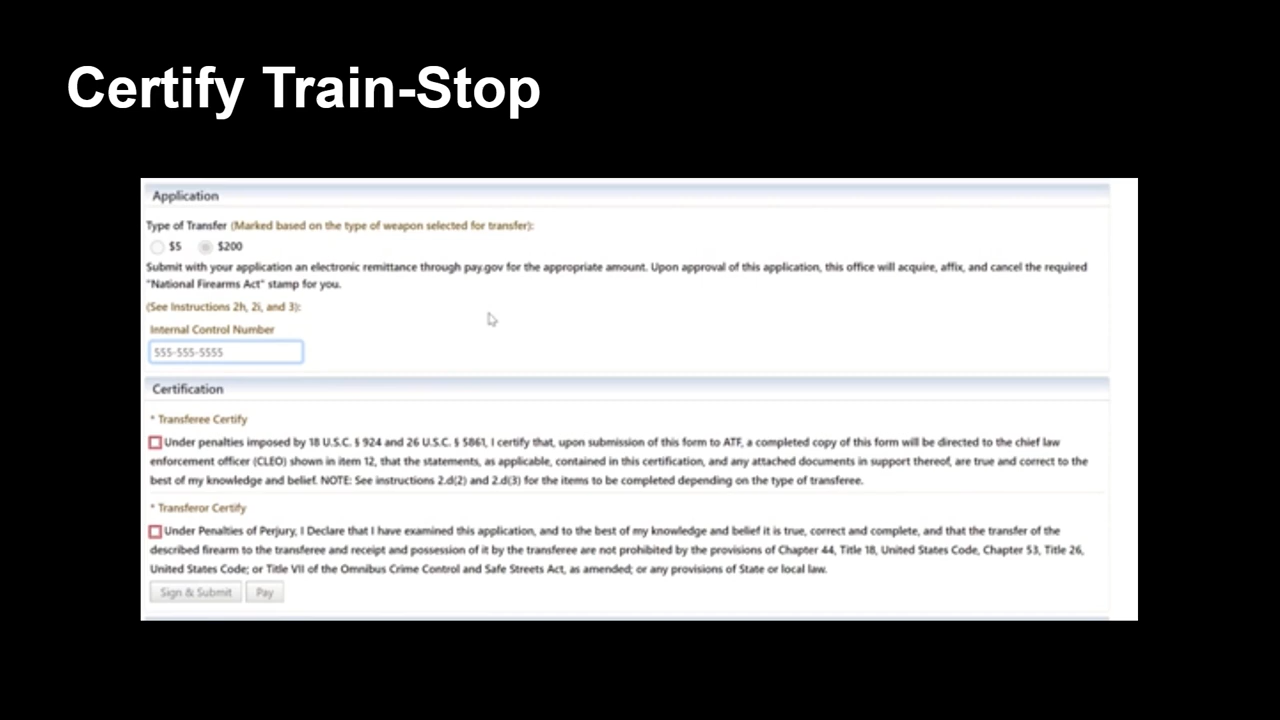 Certify Train-Stop
Application
Type of Transfer (Marked based on the type of weapon selected for transfer):
$5 $200
Submit with your application an electronic remittance through pay.gov for the appropriate amount. Upon approval of this application, this office will acquire, affix, and cancel the required
"National Firearms Act" stamp for you.
(See Instructions 2h, 2i, and 3):
Internal Control Number
555-555-5555
Certification
* Transferee Certify
Under penalties imposed by 18 U.S.C. § 924 and 26 U.S.C. § 5861, I certify that, upon submission of this form to ATF, a completed copy of this form will be directed to the chief law
enforcement officer (CLEO) shown in item 12, that the statements, as applicable, contained in this certification, and any attached documents in support thereof, are true and correct to the
best of my knowledge and belief. NOTE: See instructions 2.d(2) and 2.d(3) for the items to be completed depending on the type of transferee.
* Transferor Certify
Under Penalties of Perjury, I Declare that I have examined this application, and to the best of my knowledge and belief it is true, correct and complete, and that the transfer of the
described firearm to the transferee and receipt and possession of it by the transferee are not prohibited by the provisions of Chapter 44, Title 18, United States Code, Chapter 53, Title 26,
United States Code; or Title VII of the Omnibus Crime Control and Safe Streets Act, as amended; or any provisions of State or local law.
Sign & Submit Pay